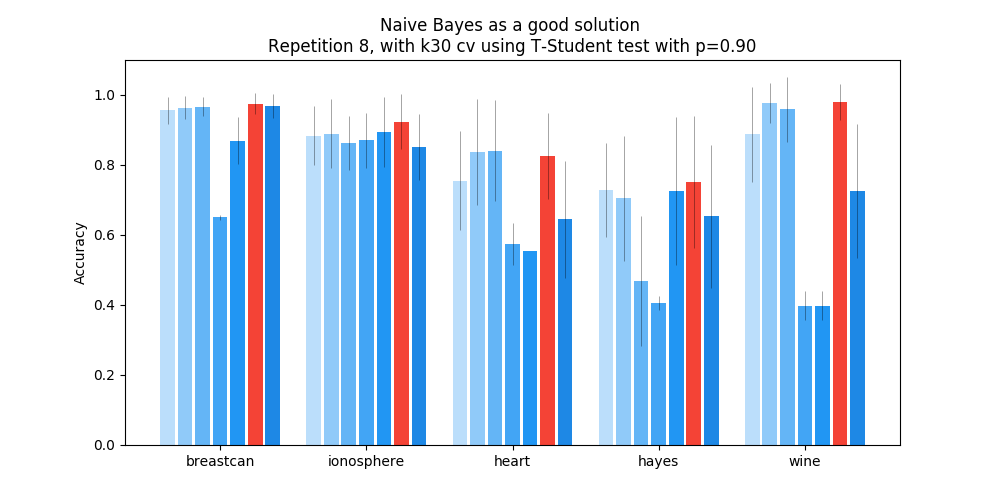 Naive Bayes as a good solution
Repetition 8, with k30 cv using T-Student test with p=0.90
Accuracy
1.0
0.8
0.6
0.4
0.2
0.0
breastcan
ionosphere
heart
hayes
wine